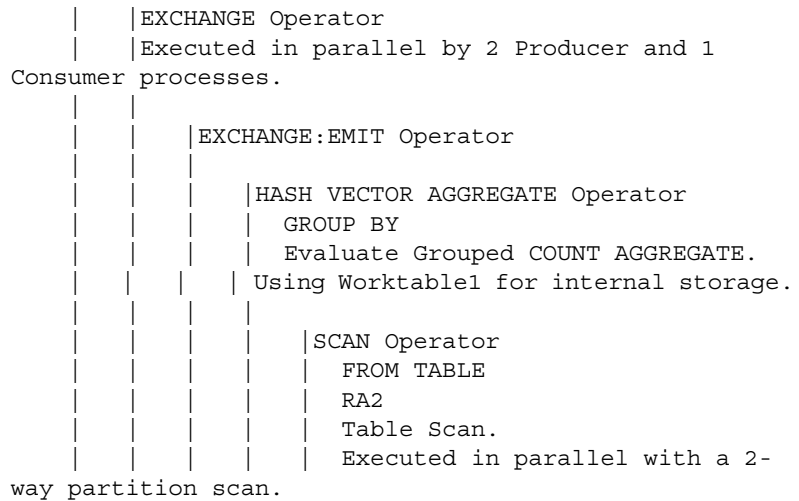 |   |EXCHANGE Operator
|   |Executed in parallel by 2 Producer and 1
Consumer processes.
|   |
|   |   |EXCHANGE:EMIT Operator
|   |   |
|   |   |   |HASH VECTOR AGGREGATE Operator
|   |   |   |  GROUP BY
|   |   |   |  Evaluate Grouped COUNT AGGREGATE.
|   |   |   | Using Worktable1 for internal storage.
|   |   |   |
|   |   |   |   |SCAN Operator
|   |   |   |   |  FROM TABLE
|   |   |   |   |  RA2
|   |   |   |   |  Table Scan.
|   |   |   |   |  Executed in parallel with a 2-
way partition scan.